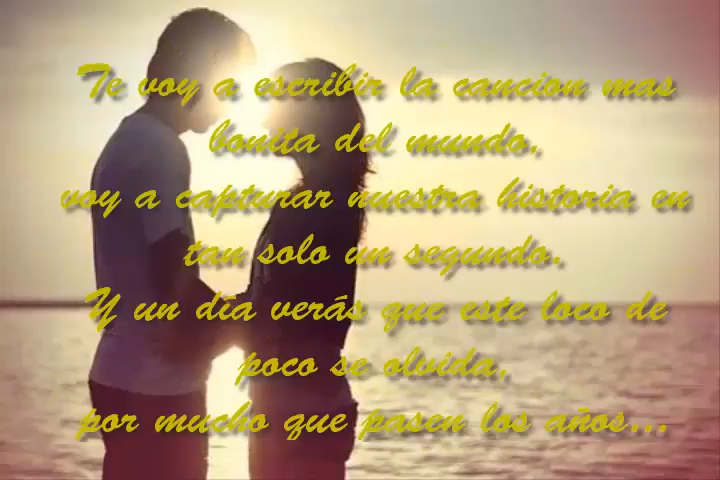 Te voy a escribir la cancion mas
bonita del mundo,
voy a capturar nuestra historia en
tan solo un segundo.
Y un día verás que este loco de
poco se olvida,
por mucho que pasen los años...